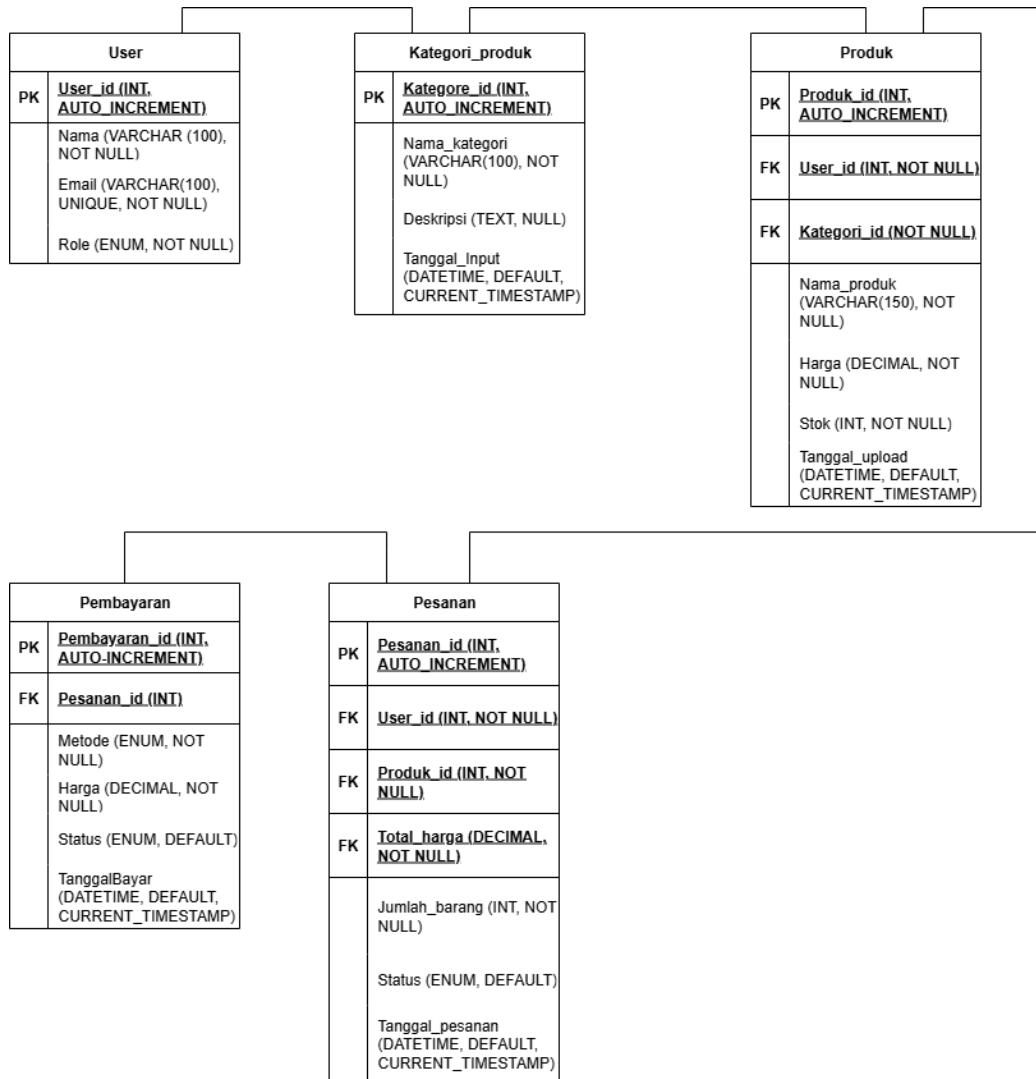 User
PK
User_id (INT,
AUTO_INCREMENT)
Nama (VARCHAR (100),
NOT NULL)
Email (VARCHAR(100),
UNIQUE, NOT NULL)
Role (ENUM, NOT NULL)
Kategori_produk
PK
Kategore_id (INT,
AUTO_INCREMENT)
Nama_kategori
(VARCHAR(100), NOT
NULL)
Deskripsi (TEXT, NULL)
Tanggal_Input
(DATETIME, DEFAULT,
CURRENT_TIMESTAMP)
Produk
PK
Produk_id (INT,
AUTO_INCREMENT)
FK
User_id (INT, NOT NULL)
FK
Kategori_id (NOT NULL)
Nama_produk
(VARCHAR(150), NOT
NULL)
Harga (DECIMAL, NOT
NULL)
Stok (INT, NOT NULL)
Tanggal_upload
(DATETIME, DEFAULT,
CURRENT_TIMESTAMP)
Pembayaran
PK
Pembayaran_id (INT,
AUTO-INCREMENT)
FK
Pesanan_id (INT)
Metode (ENUM, NOT
NULL)
Harga (DECIMAL, NOT
NULL)
Status (ENUM, DEFAULT)
TanggalBayar
(DATETIME, DEFAULT,
CURRENT_TIMESTAMP)
Pesanan
PK
Pesanan_id (INT,
AUTO_INCREMENT)
FK
User_id (INT, NOT NULL)
FK
Produk_id (INT, NOT
NULL)
FK
Total_harga (DECIMAL,
NOT NULL)
Jumlah_barang (INT, NOT
NULL)
Status (ENUM, DEFAULT)
Tanggal_pesanan
(DATETIME, DEFAULT,
CURRENT_TIMESTAMP)